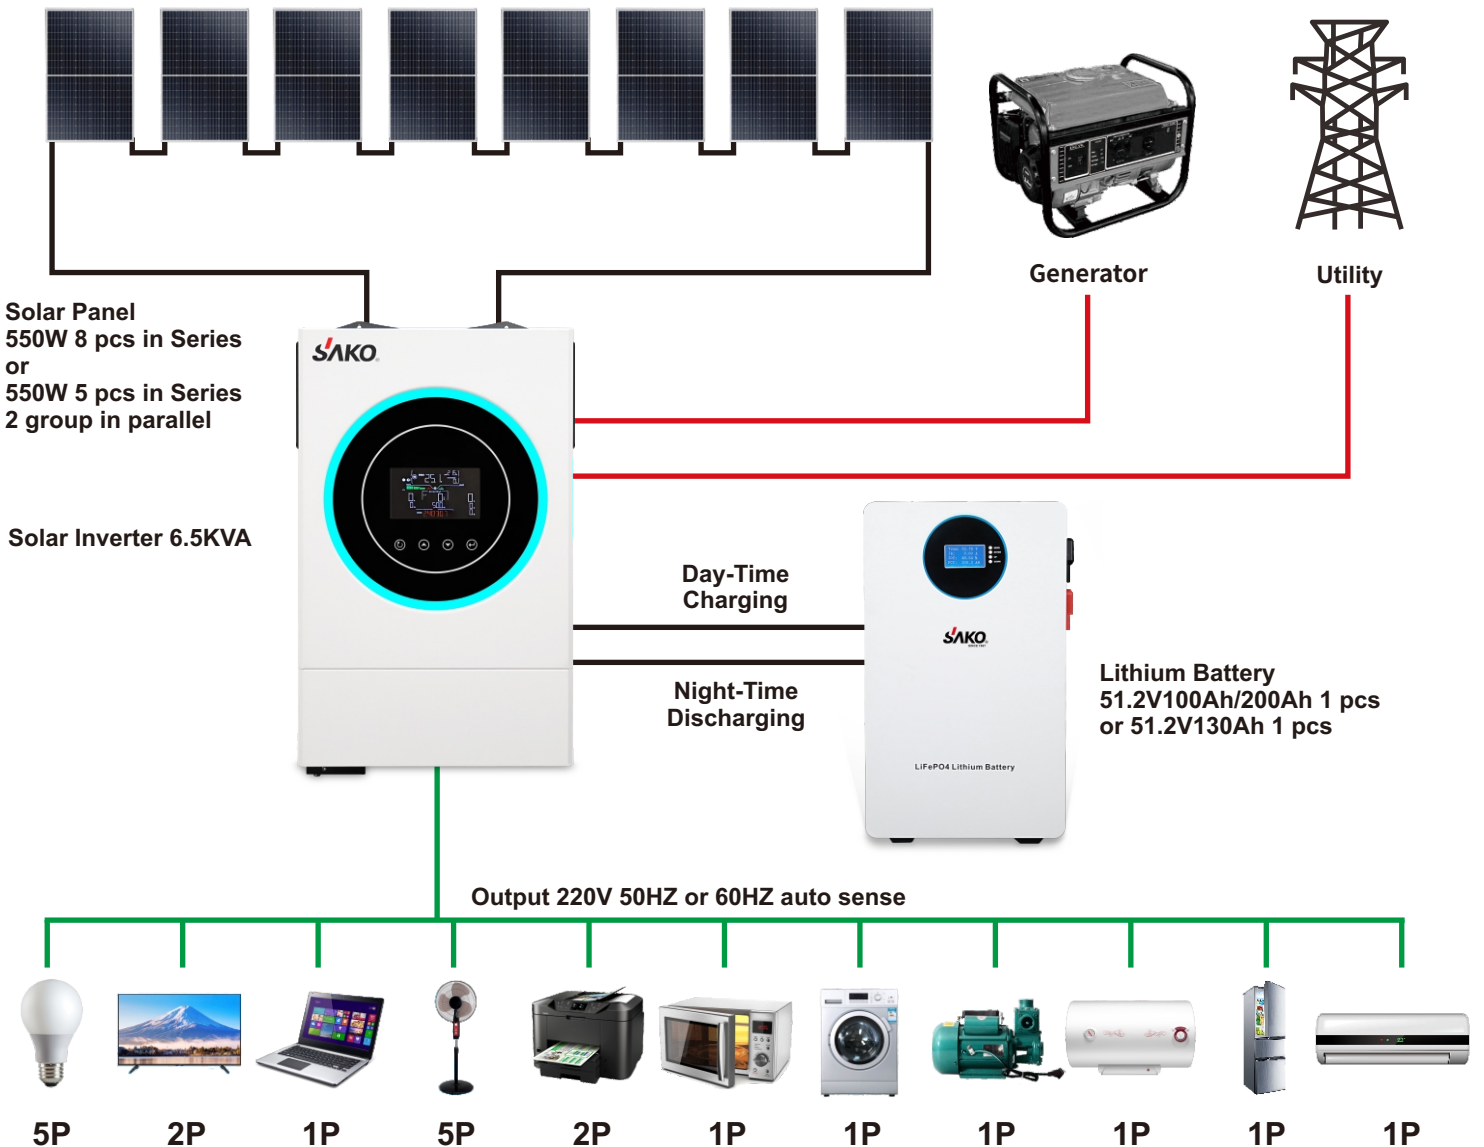 Generator
Utility
Solar Panel
550W 8 pcs in Series
or
550W 5 pcs in Series
2 group in parallel
SAKO
Solar Inverter 6.5KVA
Day-Time
Charging
Night-Time
Discharging
SAKO
Lithium Battery
51.2V100Ah/200Ah 1 pcs
or 51.2V130Ah 1 pcs
LiFePO4 Lithium Battery
Output 220V 50HZ or 60HZ auto sense
5P 2P 1P 5P 2P 1P 1P 1P 1P 1P 1P